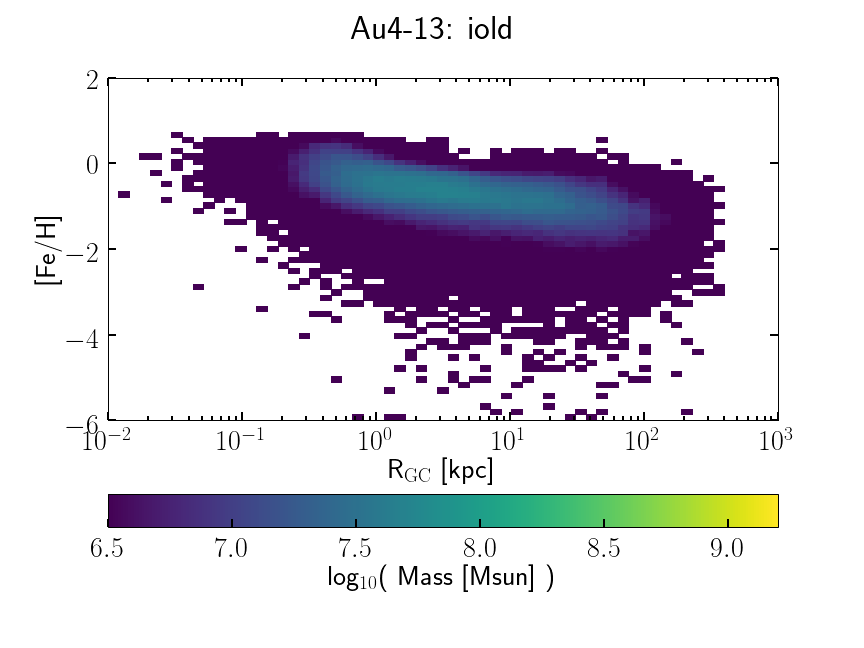 Au4-13: iold
2
0
−2
−4
−6
[Fe/H]
10⁻² 10⁻¹ 10⁰ 10¹ 10² 10³
R_GC [kpc]
6.5 7.0 7.5 8.0 8.5 9.0
log₁₀( Mass [Msun] )